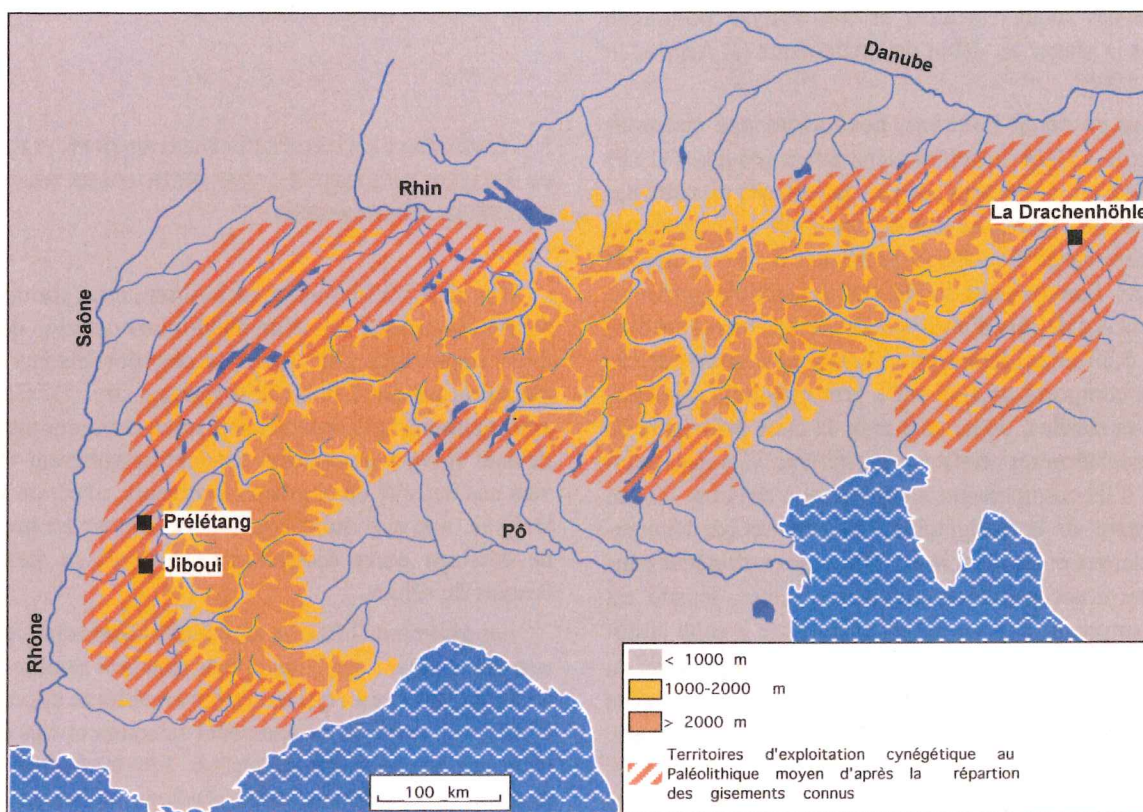 Danube
Rhin
La Drachenhöhle
Saône
Prélétang
Pô
Jiboui
Rhône
< 1000 m
1000-2000 m
> 2000 m
Territoires d'exploitation cynégétique au
Paléolithique moyen d'après la répartion
des gisements connus
100 km